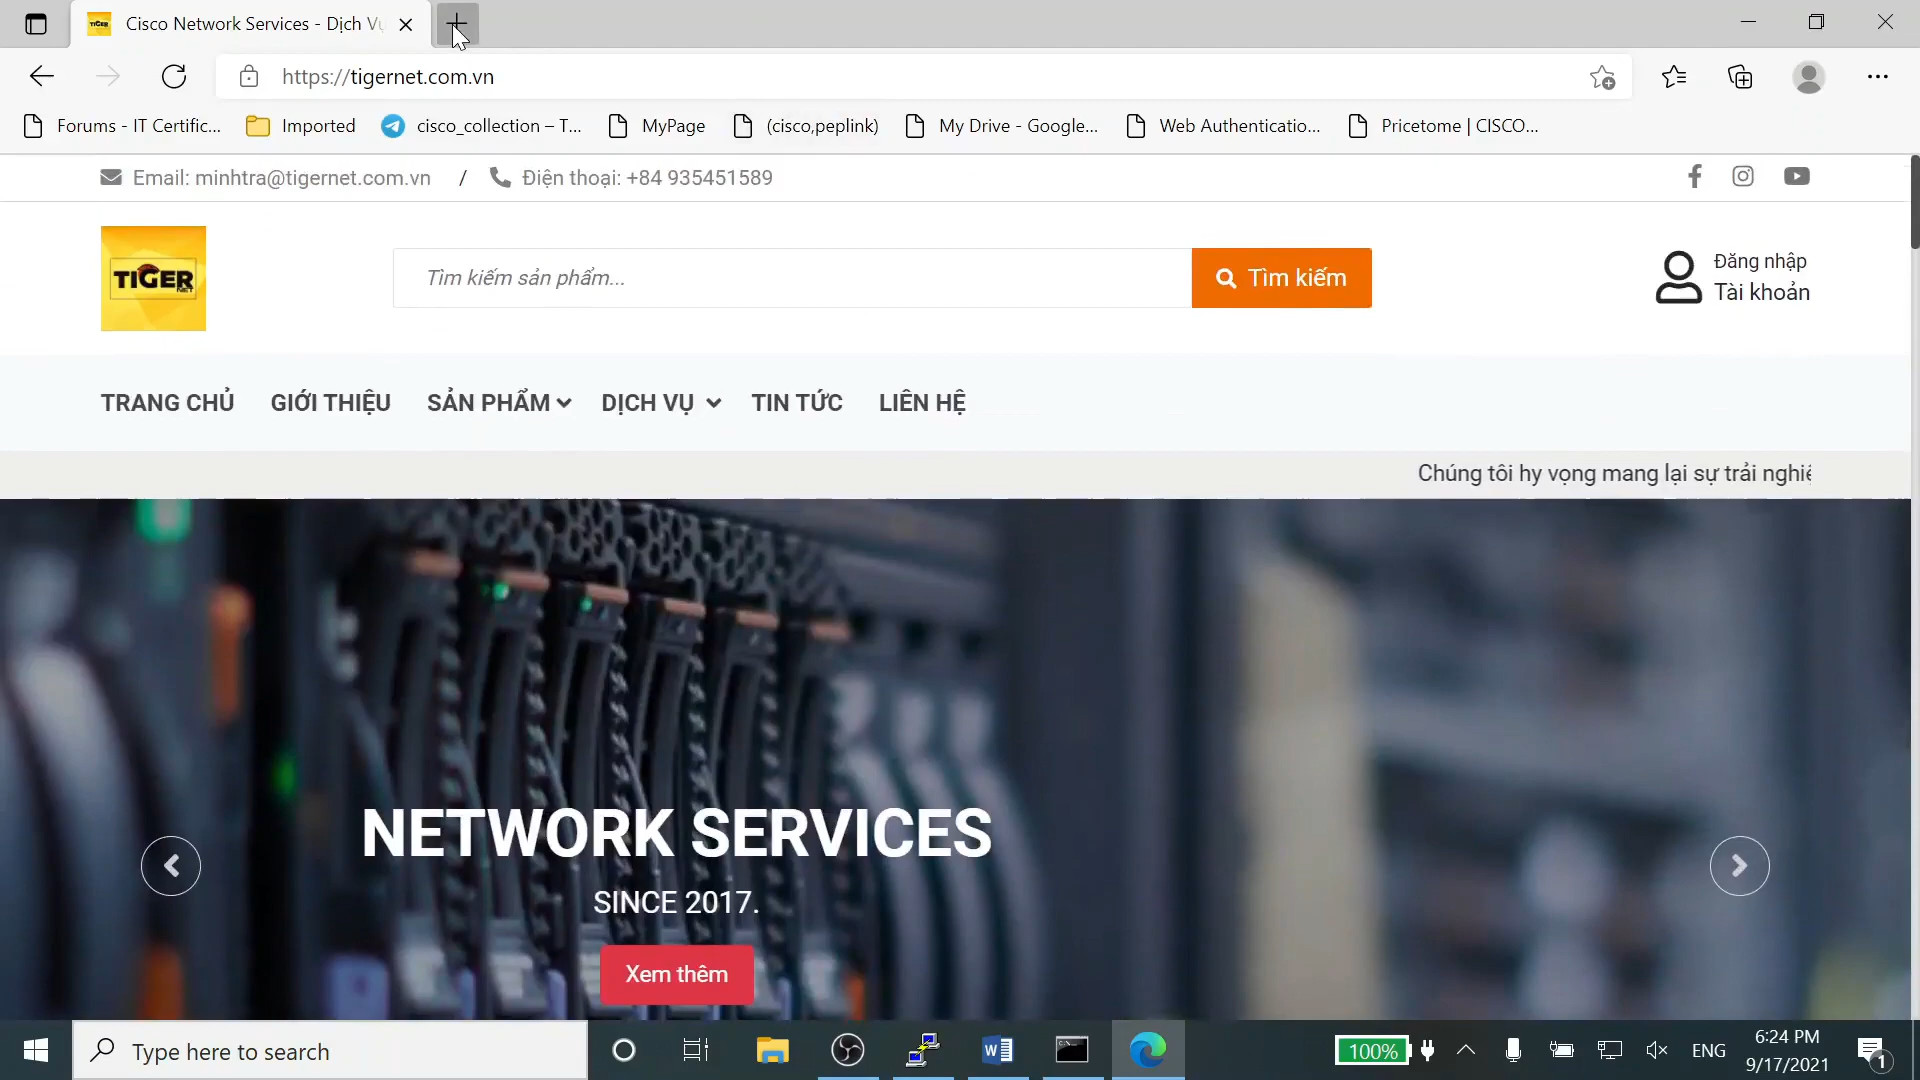 Cisco Network Services - Dịch Vụ
https://tigernet.com.vn
Forums - IT Certific... Imported cisco_collection – T... MyPage (cisco,peplink) My Drive - Google... Web Authenticatio... Pricetome | CISCO...
Email: minhtra@tigernet.com.vn / Điện thoại: +84 935451589
TIGER NET
Tìm kiếm sản phẩm...
Tìm kiếm
Đăng nhập
Tài khoản
TRANG CHỦ GIỚI THIỆU SẢN PHẨM DỊCH VỤ TIN TỨC LIÊN HỆ
Chúng tôi hy vọng mang lại sự trải nghiệ
NETWORK SERVICES
SINCE 2017.
Xem thêm
Type here to search
100%
ENG
6:24 PM
9/17/2021
1